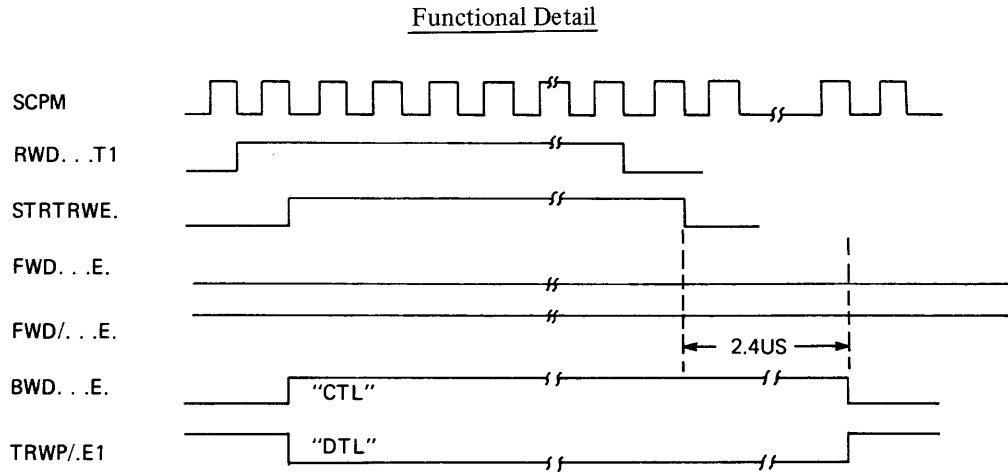 Functional Detail
SCPM
RWD. . .T1
STRTRWE.
FWD. . .E.
FWD/. . .E.
2.4US
BWD. . .E.
"CTL"
TRWP/.E1
"DTL"